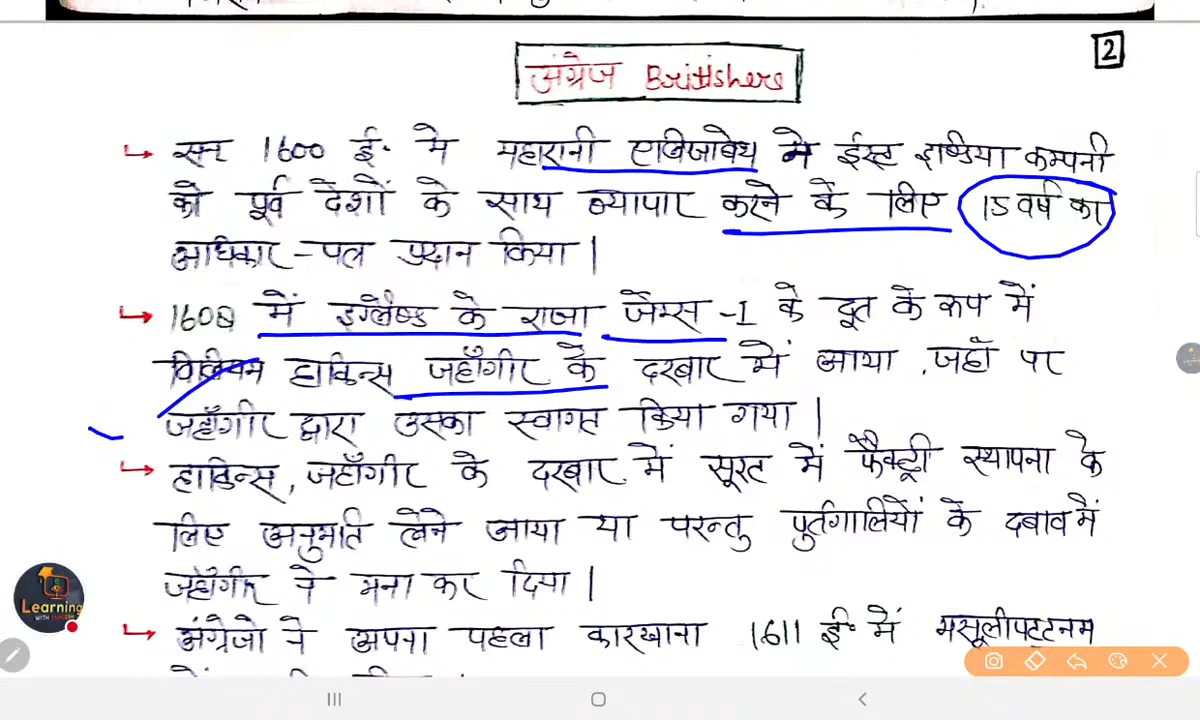 2
अंग्रेज Britishers
→ सन 1600 ई. मे महारानी एलिजाबेथ ने ईस्ट इण्डिया कम्पनी
को पूर्व देशों के साथ व्यापार करने के लिए 15 वर्ष का
अधिकार-पत्र प्रदान किया |
→ 1608 में इंग्लैण्ड के राजा जेम्स-1 के दूत के रूप में
विलियम हाकिन्स जहाँगीर के दरबार में आया, जहाँ पर
जहाँगीर द्वारा उसका स्वागत किया गया |
→ हाकिन्स, जहाँगीर के दरबार में सूरत में फैक्ट्री स्थापना के
लिए अनुमति लेने आया था परन्तु पुर्तगालियों के दबाव में
जहाँगीर ने मना कर दिया |
→ अंग्रेजो ने अपना पहला कारखाना 1611 ई. में मसूलीपट्टनम
Learning